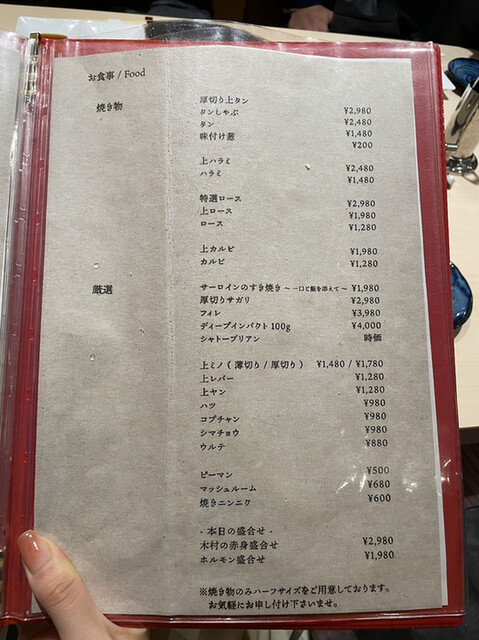 お食事 / Food
焼き物
厚切り上タン ¥2,980
タンしゃぶ ¥2,480
タン ¥1,480
味付け葱 ¥200
上ハラミ ¥2,480
ハラミ ¥1,480
特選ロース ¥2,980
上ロース ¥1,980
ロース ¥1,280
上カルビ ¥1,980
カルビ ¥1,280
厳選
サーロインのすき焼き ～一口ご飯を添えて～ ¥1,980
厚切りサガリ ¥2,980
フィレ ¥3,980
ディープインパクト100g ¥4,000
シャトーブリアン 時価
上ミノ ( 薄切り / 厚切り ) ¥1,480 / ¥1,780
上レバー ¥1,280
上ヤン ¥1,280
ハツ ¥980
コプチャン ¥980
シマチョウ ¥980
ウルテ ¥880
ピーマン ¥500
マッシュルーム ¥680
焼きニンニク ¥600
- 本日の盛合せ -
木村の赤身盛合せ ¥2,980
ホルモン盛合せ ¥1,980
※焼き物のみハーフサイズをご用意しております。
お気軽にお申し付け下さいませ。